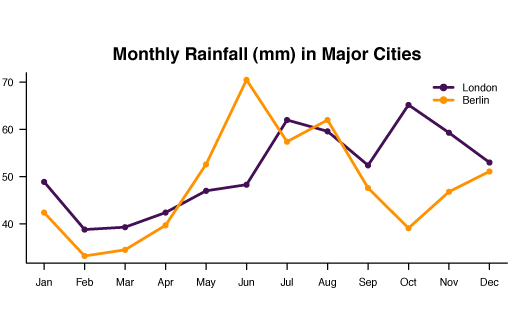 Monthly Rainfall (mm) in Major Cities
London
Berlin
70
60
50
40
Jan Feb Mar Apr May Jun Jul Aug Sep Oct Nov Dec